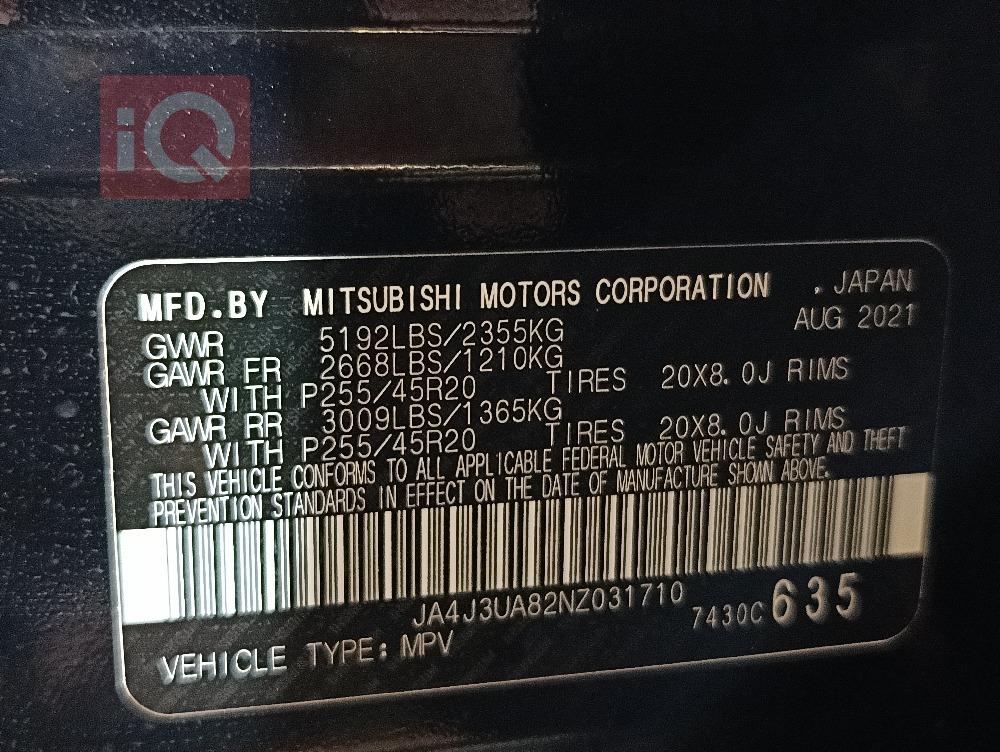 iQ
MFD.BY MITSUBISHI MOTORS CORPORATION . JAPAN
AUG 2021
GVWR 5192LBS/2355KG
GAWR FR 2668LBS/1210KG
WITH P255/45R20 TIRES 20X8.0J RIMS
GAWR RR 3009LBS/1365KG
WITH P255/45R20 TIRES 20X8.0J RIMS
THIS VEHICLE CONFORMS TO ALL APPLICABLE FEDERAL MOTOR VEHICLE SAFETY AND THEFT
PREVENTION STANDARDS IN EFFECT ON THE DATE OF MANUFACTURE SHOWN ABOVE.
JA4J3UA82NZ031710
7430C 635
VEHICLE TYPE: MPV